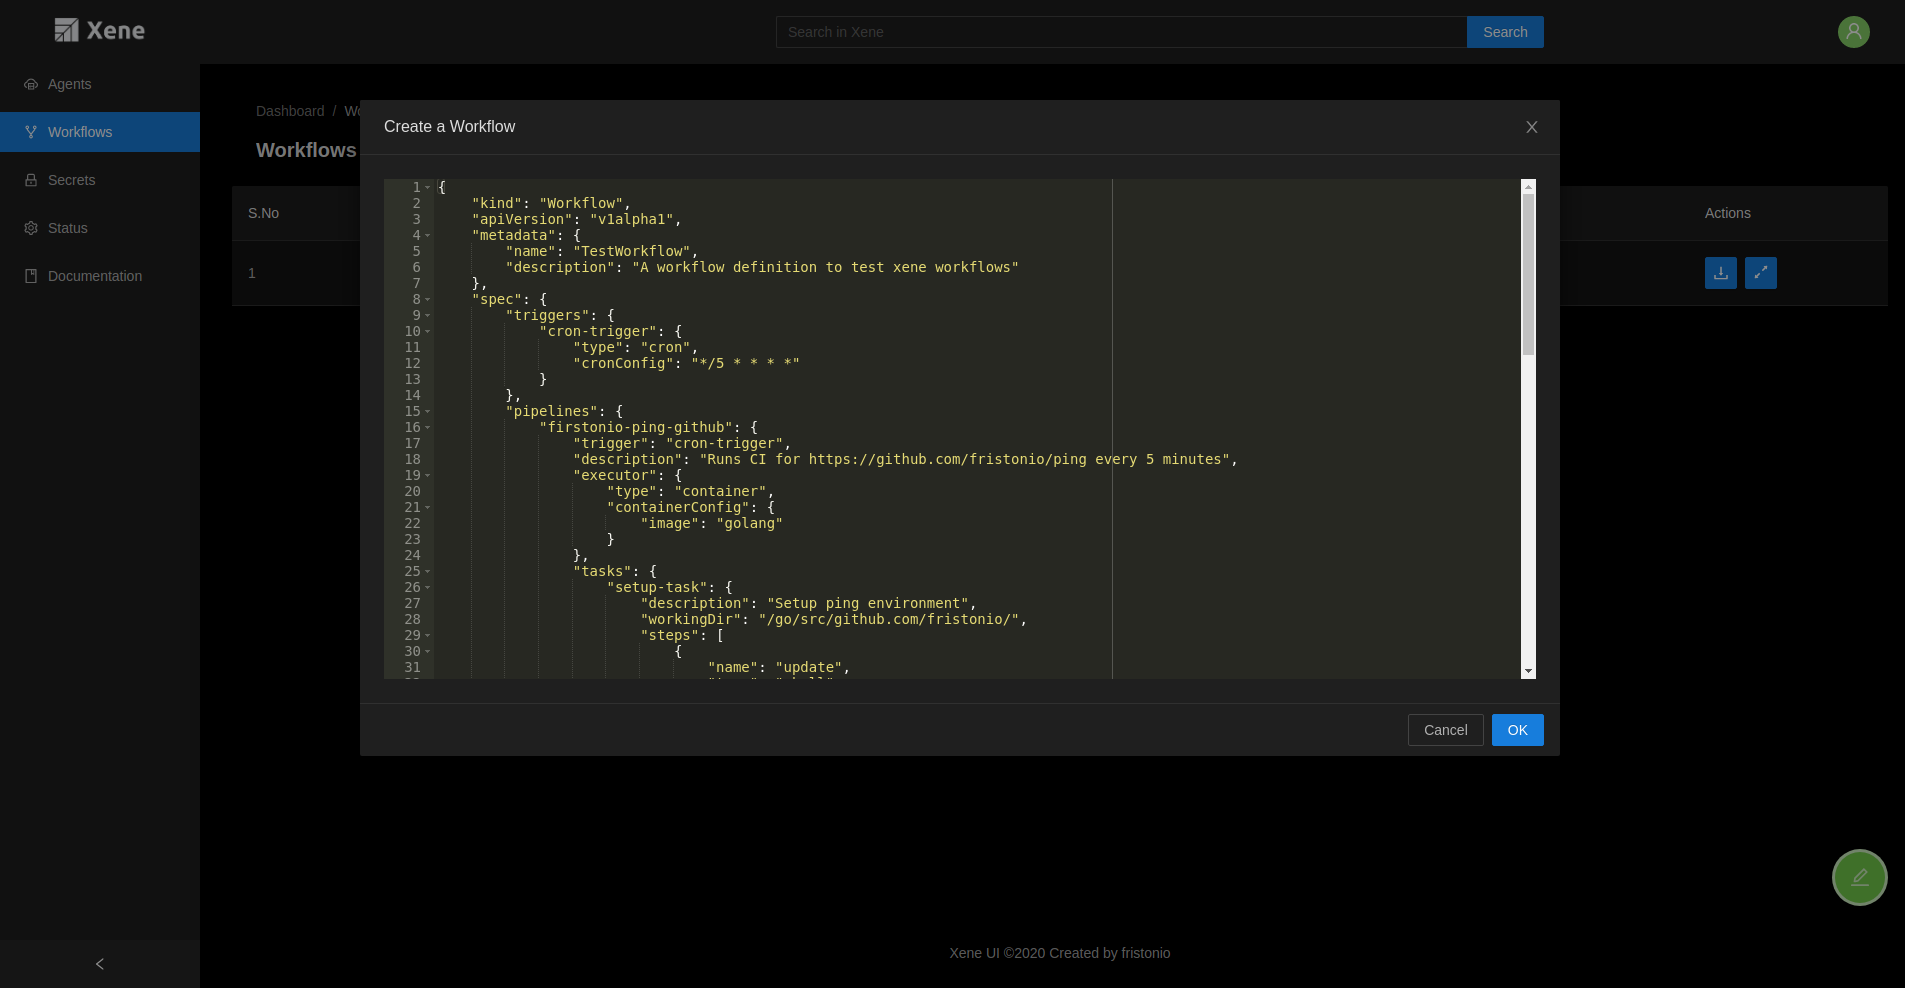 Xene
Search in Xene
Search
Agents
Workflows
Secrets
Status
Documentation
Dashboard /
Workflows
S.No
Actions
1
Create a Workflow
1 {
2 "kind": "Workflow",
3 "apiVersion": "v1alpha1",
4 "metadata": {
5 "name": "TestWorkflow",
6 "description": "A workflow definition to test xene workflows"
7 },
8 "spec": {
9 "triggers": {
10 "cron-trigger": {
11 "type": "cron",
12 "cronConfig": "*/5 * * * *"
13 }
14 },
15 "pipelines": {
16 "firstonio-ping-github": {
17 "trigger": "cron-trigger",
18 "description": "Runs CI for https://github.com/fristonio/ping every 5 minutes",
19 "executor": {
20 "type": "container",
21 "containerConfig": {
22 "image": "golang"
23 }
24 },
25 "tasks": {
26 "setup-task": {
27 "description": "Setup ping environment",
28 "workingDir": "/go/src/github.com/fristonio/",
29 "steps": [
30 {
31 "name": "update",
Cancel
OK
Xene UI ©2020 Created by fristonio